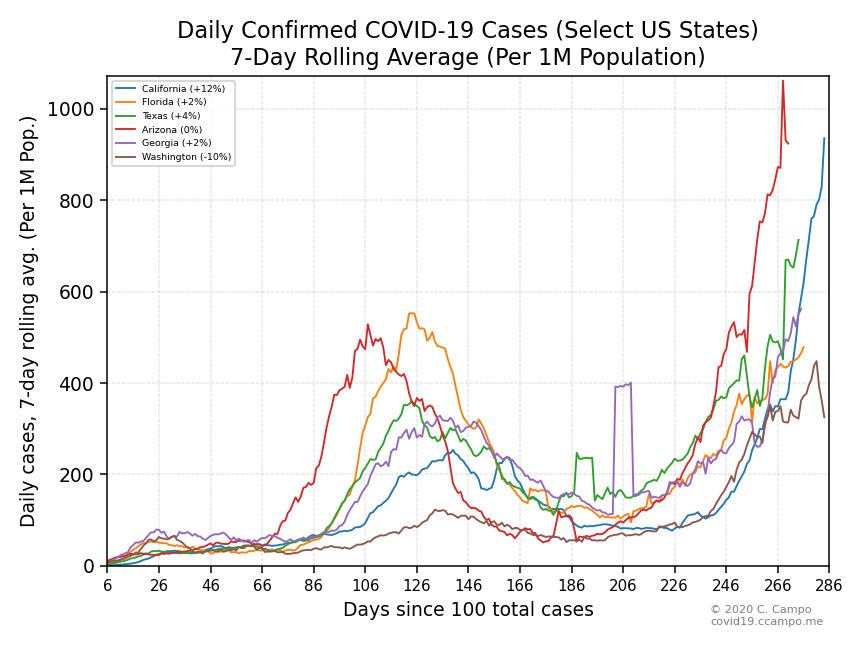 Daily Confirmed COVID-19 Cases (Select US States)
7-Day Rolling Average (Per 1M Population)
Daily cases, 7-day rolling avg. (Per 1M Pop.)
1000
800
600
400
200
0
California (+12%)
Florida (+2%)
Texas (+4%)
Arizona (0%)
Georgia (+2%)
Washington (-10%)
6 26 46 66 86 106 126 146 166 186 206 226 246 266 286
Days since 100 total cases
© 2020 C. Campo
covid19.ccampo.me